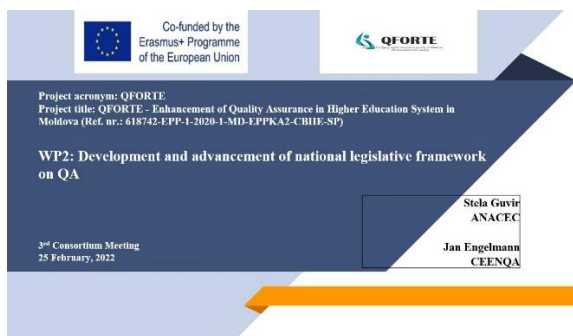 Co-funded by the
Erasmus+ Programme
of the European Union
QFORTE
Project acronym: QFORTE
Project title: QFORTE - Enhancement of Quality Assurance in Higher Education System in
Moldova (Ref. nr.: 618742-EPP-1-2020-1-MD-EPPKA2-CBHE-SP)
WP2: Development and advancement of national legislative framework
on QA
Stela Guvir
ANACEC
Jan Engelmann
CEENQA
3rd Consortium Meeting
25 February, 2022